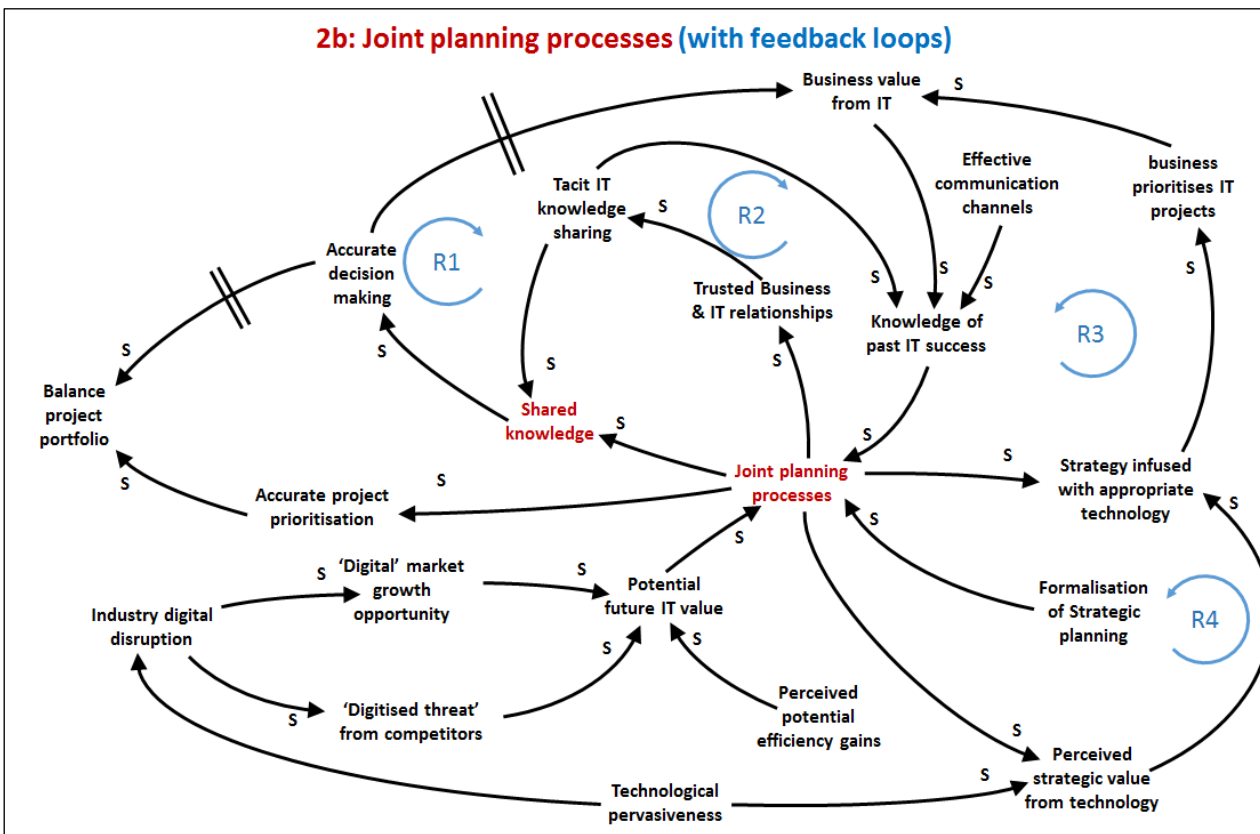 2b: Joint planning processes (with feedback loops)
Business value
from IT
S
S
Effective
communication
channels
business
prioritises IT
projects
Tacit IT
knowledge
sharing
S
R2
R1
Accurate
decision
making
S
S
S
S
Trusted Business
& IT relationships
Knowledge of
past IT success
R3
S
S
S
S
Balance
project
portfolio
Shared
knowledge
S
S
S
Joint planning
processes
Strategy infused
with appropriate
technology
S
S
Accurate project
prioritisation
S
S
S
'Digital' market
growth
opportunity
S
S
Potential
future IT value
Formalisation
of Strategic
planning
R4
Industry digital
disruption
S
S
S
'Digitised threat'
from competitors
Perceived
potential
efficiency gains
S
S
Perceived
strategic value
from technology
Technological
pervasiveness